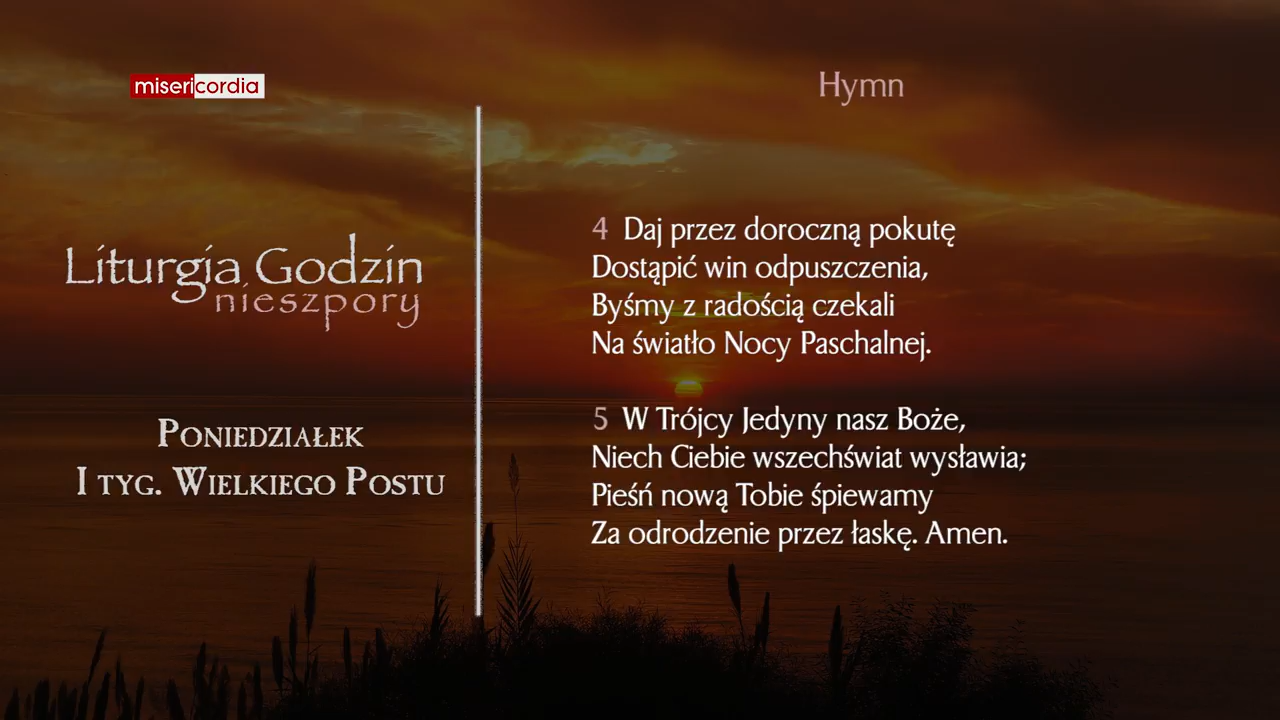 misericordia
Liturgia Godzin
nieszpory
Poniedziałek
I tyg. Wielkiego Postu
Hymn
4 Daj przez doroczną pokutę
Dostąpić win odpuszczenia,
Byśmy z radością czekali
Na światło Nocy Paschalnej.
5 W Trójcy Jedyny nasz Boże,
Niech Ciebie wszechświat wysławia;
Pieśń nową Tobie śpiewamy
Za odrodzenie przez łaskę. Amen.